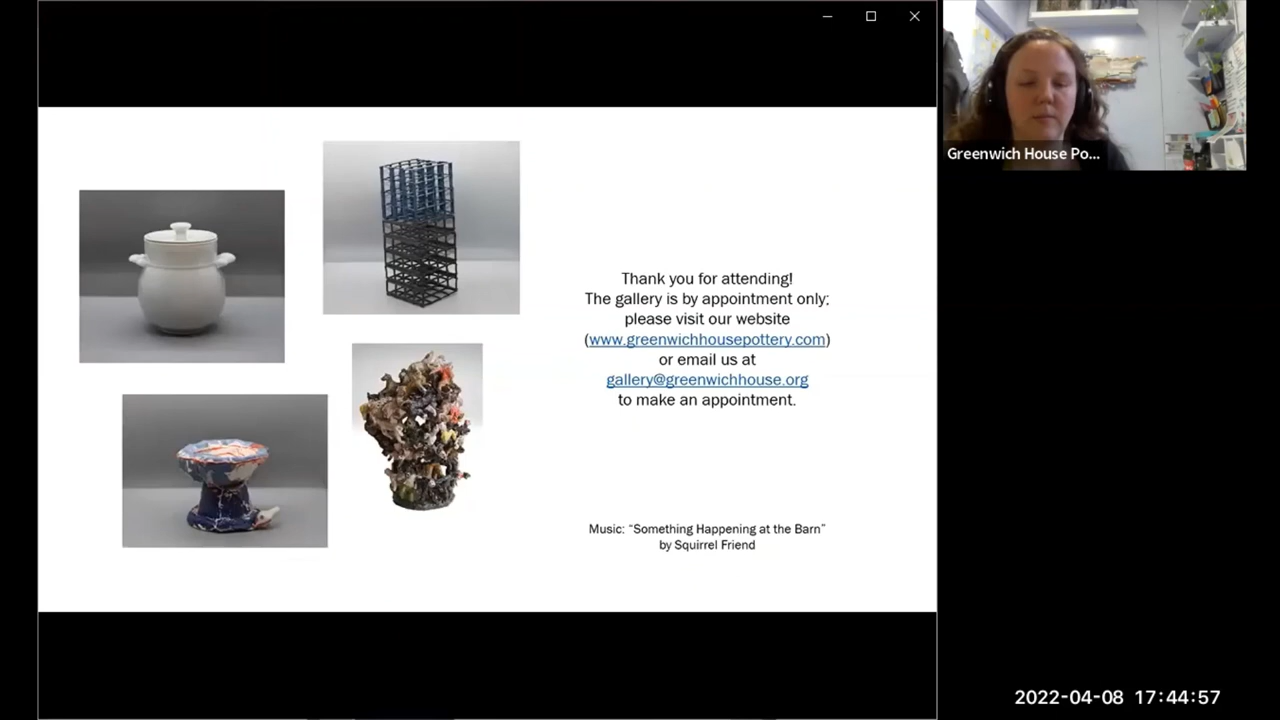 Greenwich House Po...
Thank you for attending!
The gallery is by appointment only;
please visit our website
(www.greenwichhousepottery.com)
or email us at
gallery@greenwichhouse.org
to make an appointment.
Music: “Something Happening at the Barn”
by Squirrel Friend
2022-04-08 17:44:57